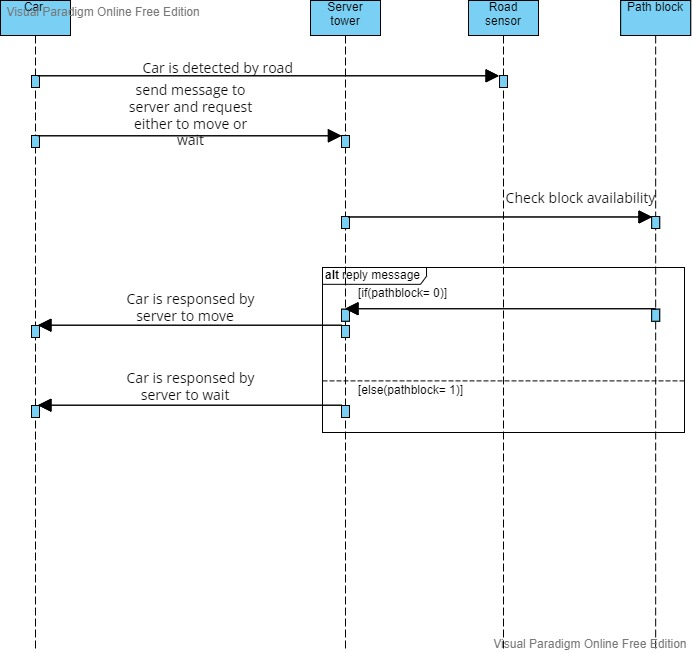 Car
Visual Paradigm Online Free Edition
Server
tower
Road
sensor
Path block
Car is detected by road
send message to
server and request
either to move or
wait
Check block availability
alt reply message
[if(pathblock= 0)]
Car is responsed by
server to move
Car is responsed by
server to wait
[else(pathblock= 1)]
Visual Paradigm Online Free Edition